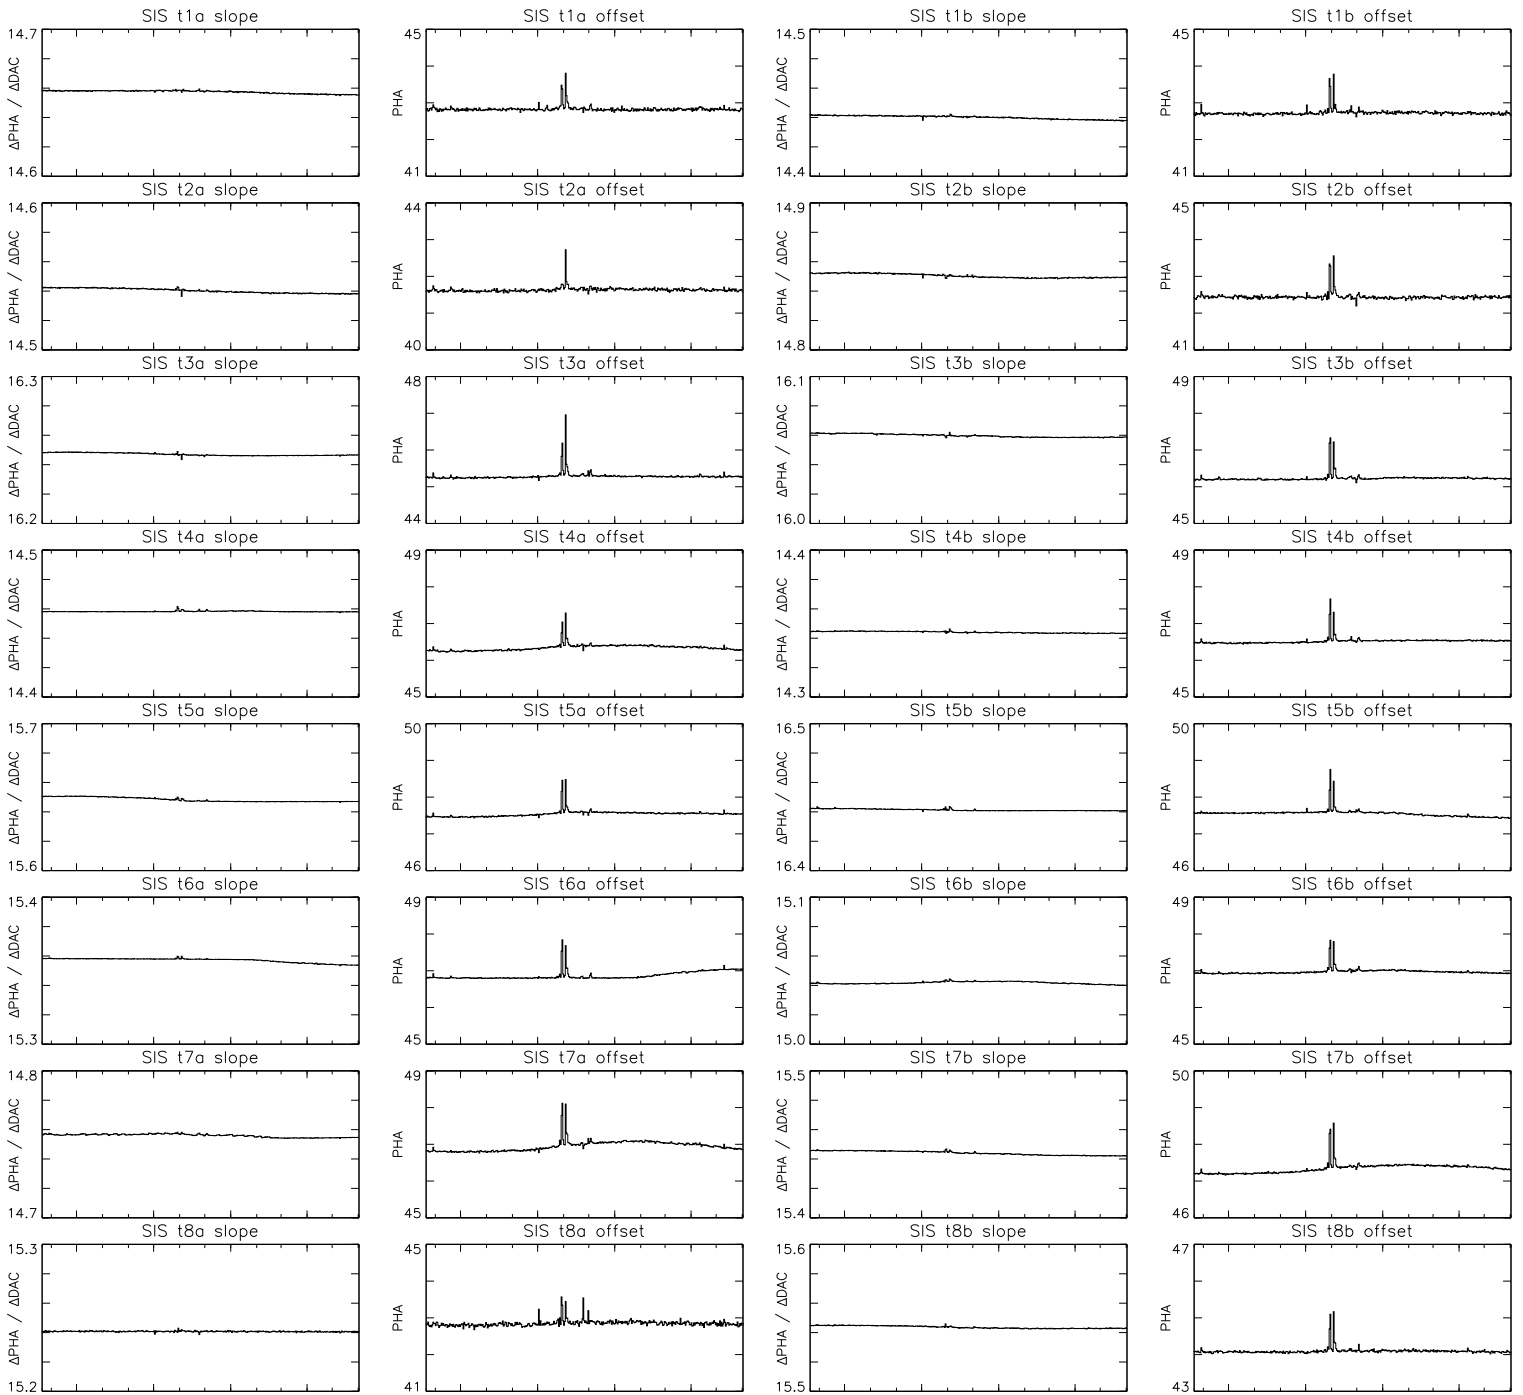 SIS t1a slope SIS t1a offset SIS t1b slope SIS t1b offset
14.7 45 14.5 45
ΔPHA / ΔDAC PHA ΔPHA / ΔDAC PHA
14.6 41 14.4 41
SIS t2a slope SIS t2a offset SIS t2b slope SIS t2b offset
14.6 44 14.9 45
ΔPHA / ΔDAC PHA ΔPHA / ΔDAC PHA
14.5 40 14.8 41
SIS t3a slope SIS t3a offset SIS t3b slope SIS t3b offset
16.3 48 16.1 49
ΔPHA / ΔDAC PHA ΔPHA / ΔDAC PHA
16.2 44 16.0 45
SIS t4a slope SIS t4a offset SIS t4b slope SIS t4b offset
14.5 49 14.4 49
ΔPHA / ΔDAC PHA ΔPHA / ΔDAC PHA
14.4 45 14.3 45
SIS t5a slope SIS t5a offset SIS t5b slope SIS t5b offset
15.7 50 16.5 50
ΔPHA / ΔDAC PHA ΔPHA / ΔDAC PHA
15.6 46 16.4 46
SIS t6a slope SIS t6a offset SIS t6b slope SIS t6b offset
15.4 49 15.1 49
ΔPHA / ΔDAC PHA ΔPHA / ΔDAC PHA
15.3 45 15.0 45
SIS t7a slope SIS t7a offset SIS t7b slope SIS t7b offset
14.8 49 15.5 50
ΔPHA / ΔDAC PHA ΔPHA / ΔDAC PHA
14.7 45 15.4 46
SIS t8a slope SIS t8a offset SIS t8b slope SIS t8b offset
15.3 45 15.6 47
ΔPHA / ΔDAC PHA ΔPHA / ΔDAC PHA
15.2 41 15.5 43